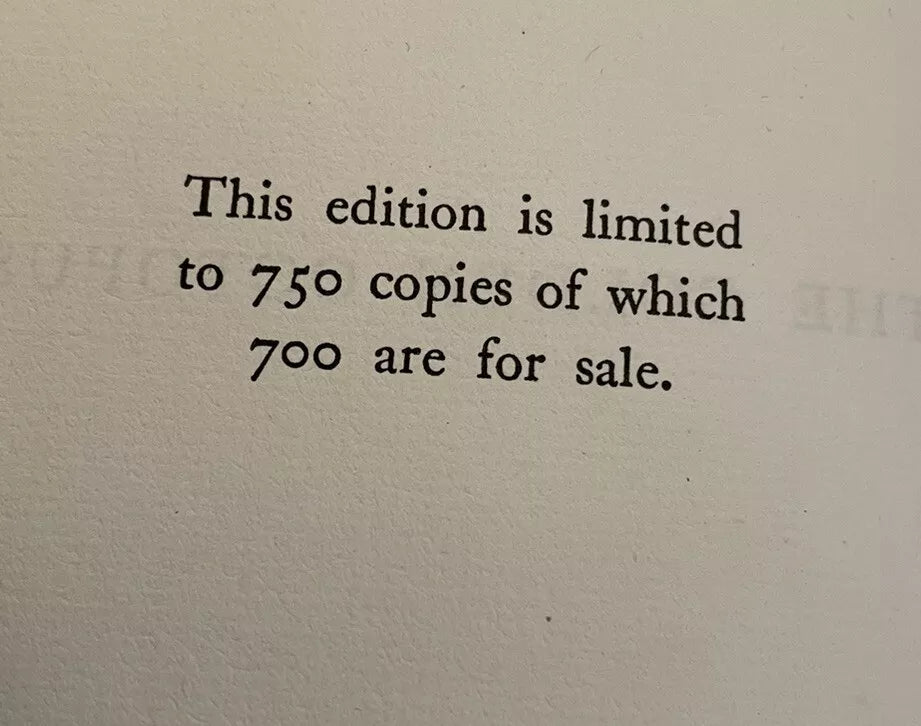 This edition is limited
to 750 copies of which
700 are for sale.